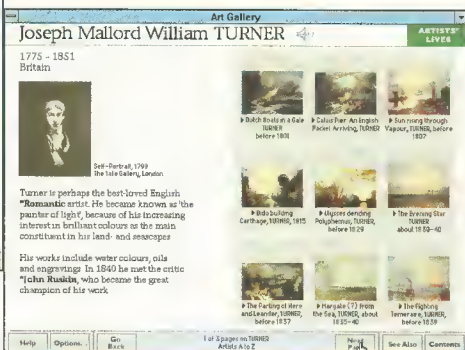 Art Gallery
Joseph Mallord William TURNER
ARTISTS'
LIVES
1775 - 1851
Britain
Self-Portrait, 1799
The Tate Gallery, London
Turner is perhaps the best-loved English
*Romantic artist. He became known as 'the
painter of light', because of his increasing
interest in brilliant colours as the main
constituent in his land- and seascapes
His works include water colours, oils
and engravings. In 1840 he met the critic
*John Ruskin, who became the great
champion of his work
Dutch Boats in a Gale
TURNER
before 1801
Calais Pier: An English
Packet Arriving, TURNER
Sun rising through
Vapour, TURNER, before
1807
Dido building
Carthage, TURNER, 1815
Ulysses deriding
Polyphemus, TURNER,
before 1829
The Evening Star
TURNER
about 1830-40
The Parting of Hero
and Leander, TURNER,
before 1837
Margate (?) from
the Sea, TURNER, about
1835-40
The Fighting
Temeraire, TURNER,
before 1839
Help
Options...
Go
Back
1 of 3 pages on TURNER
Artists A to Z
Next
See Also
Contents